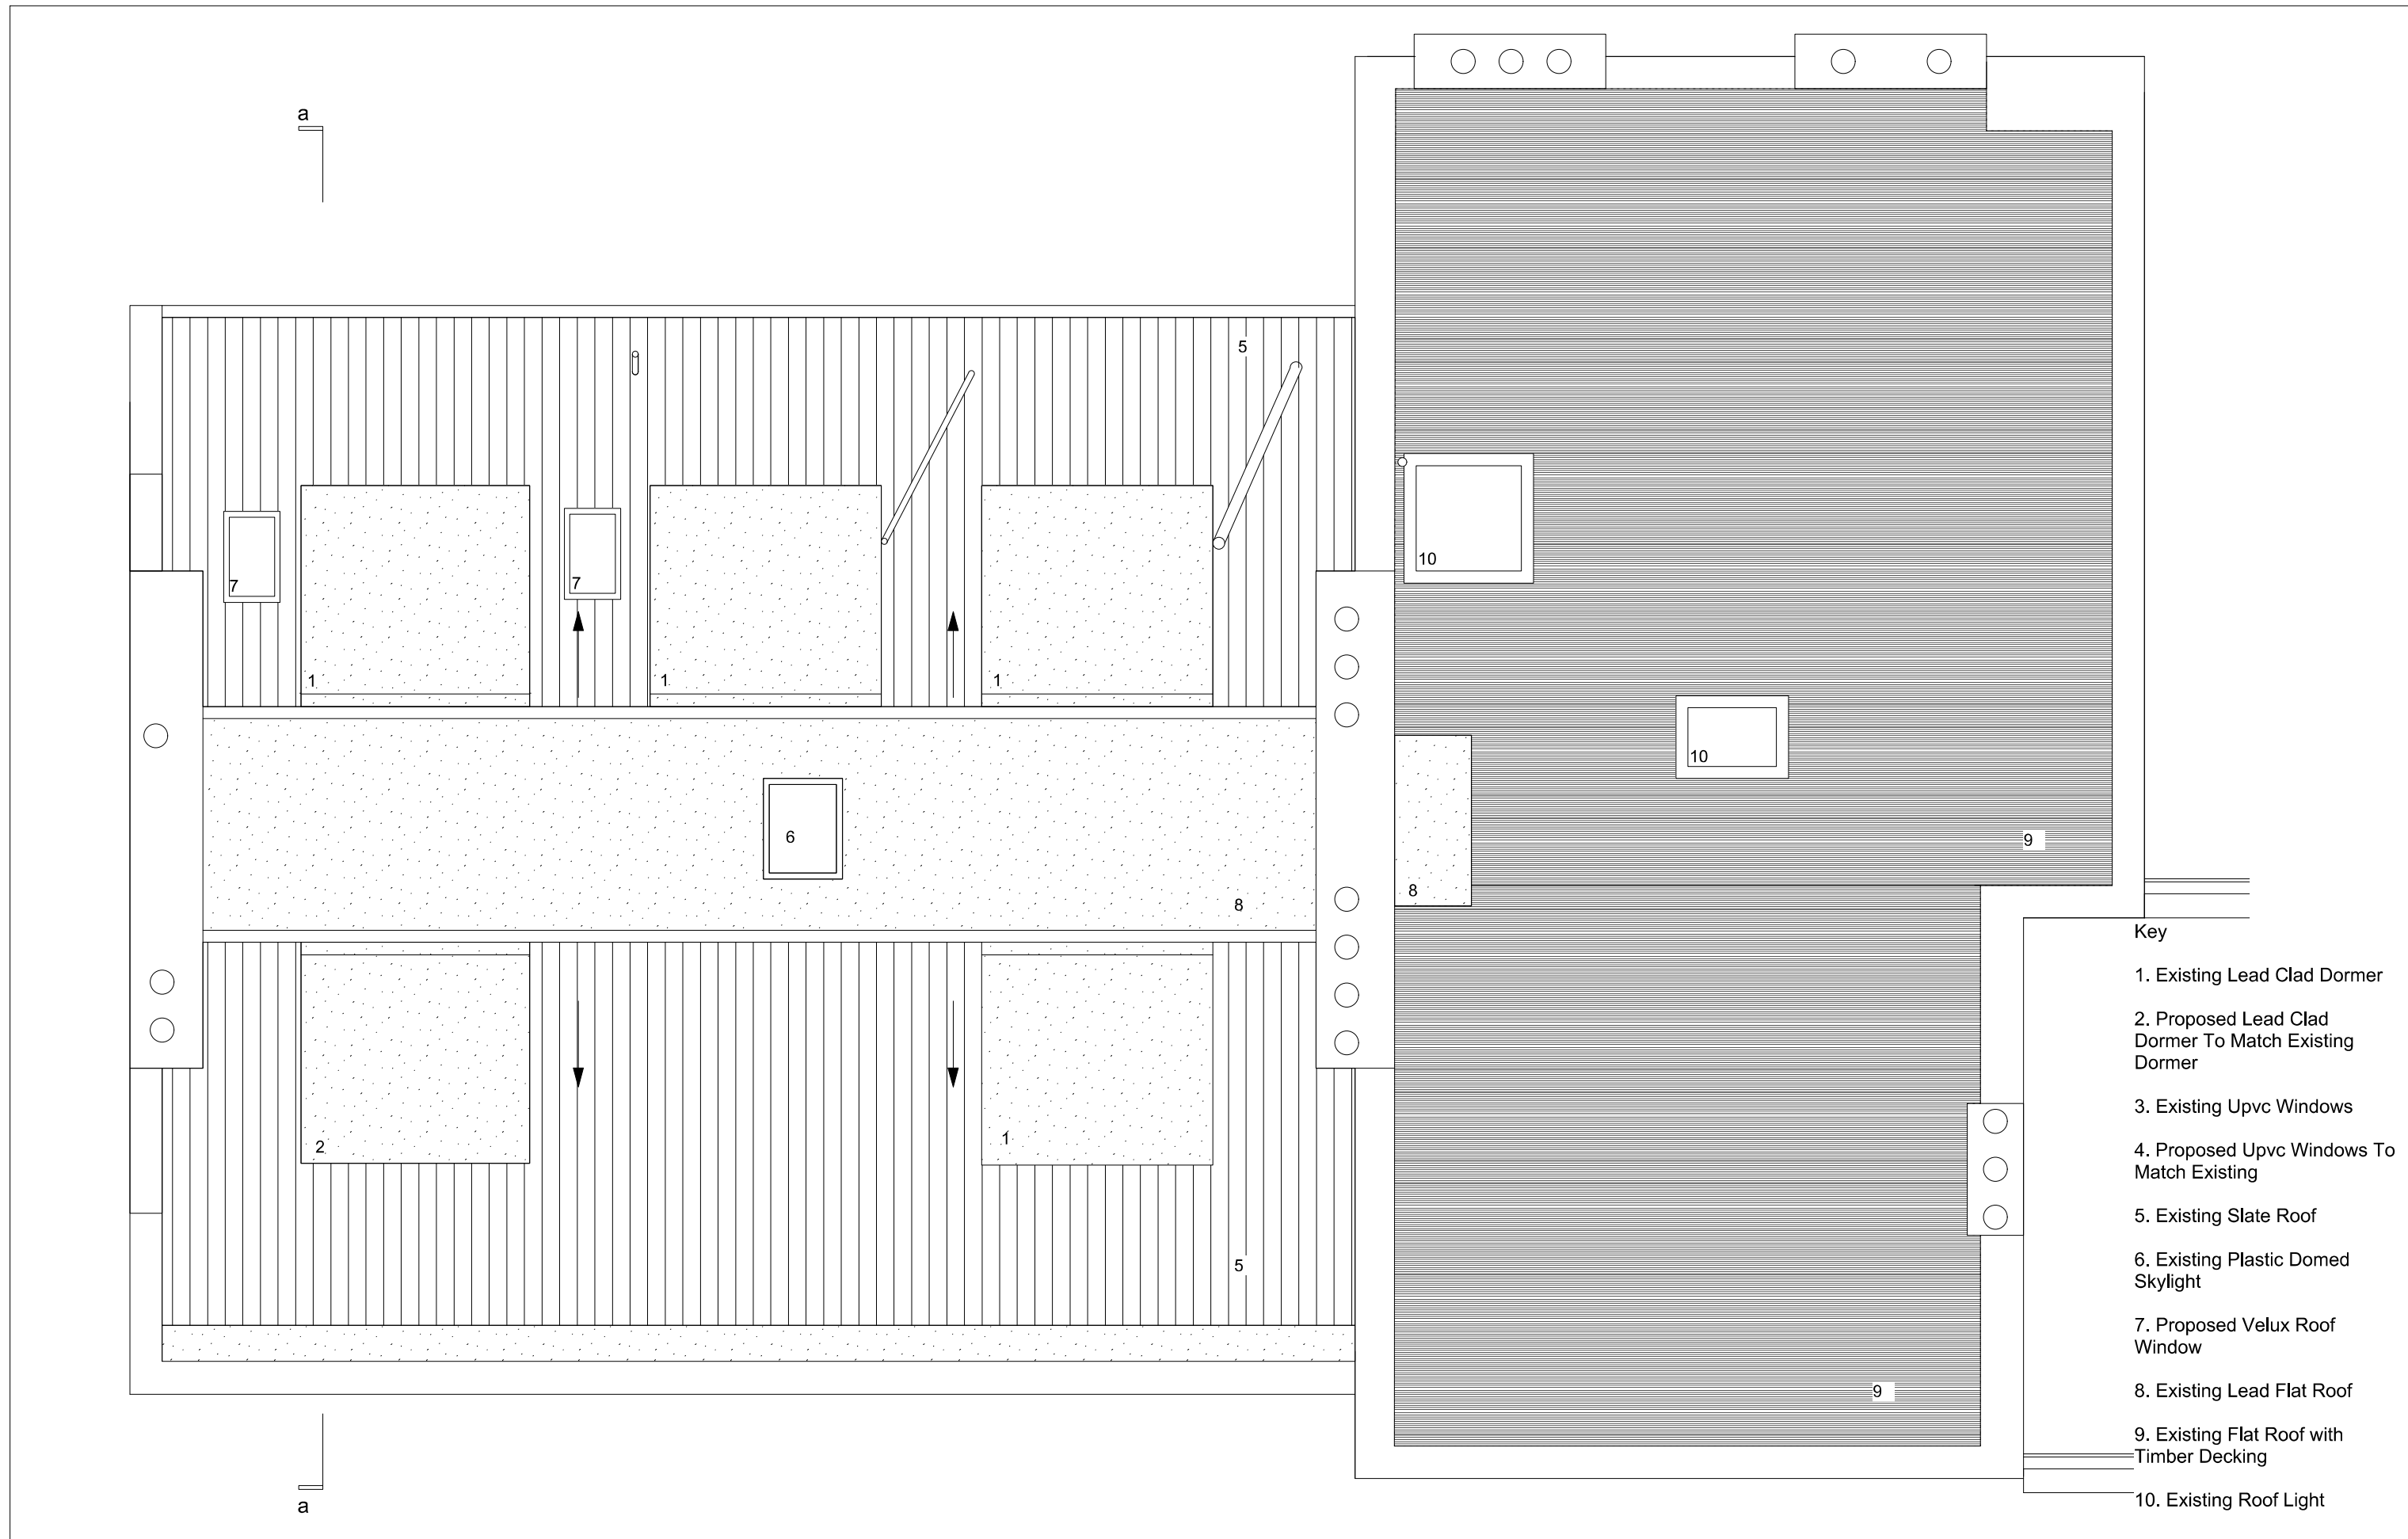 a
5
7
7
10
1
1
1
10
6
9
8
8
Key
1. Existing Lead Clad Dormer
2. Proposed Lead Clad
Dormer To Match Existing
Dormer
3. Existing Upvc Windows
2
1
4. Proposed Upvc Windows To
Match Existing
5. Existing Slate Roof
5
6. Existing Plastic Domed
Skylight
7. Proposed Velux Roof
Window
8. Existing Lead Flat Roof
9
9. Existing Flat Roof with
Timber Decking
a
10. Existing Roof Light